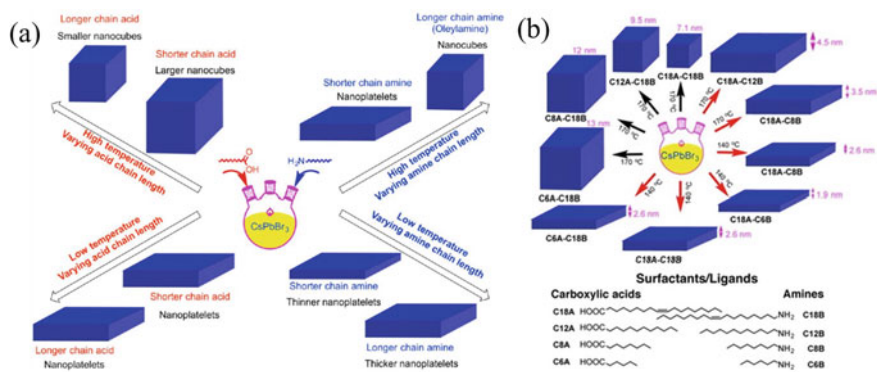 (a)
Longer chain acid
Smaller nanocubes
Shorter chain acid
Larger nanocubes
Longer chain amine
(Oleylamine)
Nanocubes
Shorter chain amine
Nanoplatelets
High temperature
Varying acid chain length
High temperature
Varying amine chain length
O
OH
H2N
CsPbBr3
Low temperature
Varying acid chain length
Low temperature
Varying amine chain length
Shorter chain acid
Nanoplatelets
Longer chain acid
Nanoplatelets
Shorter chain amine
Thinner nanoplatelets
Longer chain amine
Thicker nanoplatelets
(b)
12 nm
9.5 nm
7.1 nm
4.5 nm
C8A-C18B
C12A-C18B
C18A-C18B
C18A-C12B
170 °C
170 °C
170 °C
170 °C
3.5 nm
C18A-C8B
170 °C
13 nm
C6A-C18B
170 °C
CsPbBr3
140 °C
2.6 nm
C18A-C8B
140 °C
140 °C
140 °C
1.9 nm
C18A-C6B
2.6 nm
C6A-C18B
2.6 nm
C18A-C18B
Surfactants/Ligands
Carboxylic acids
Amines
C18A HOOC
NH2 C18B
C12A HOOC
NH2 C12B
C8A HOOC
NH2 C8B
C6A HOOC
NH2 C6B